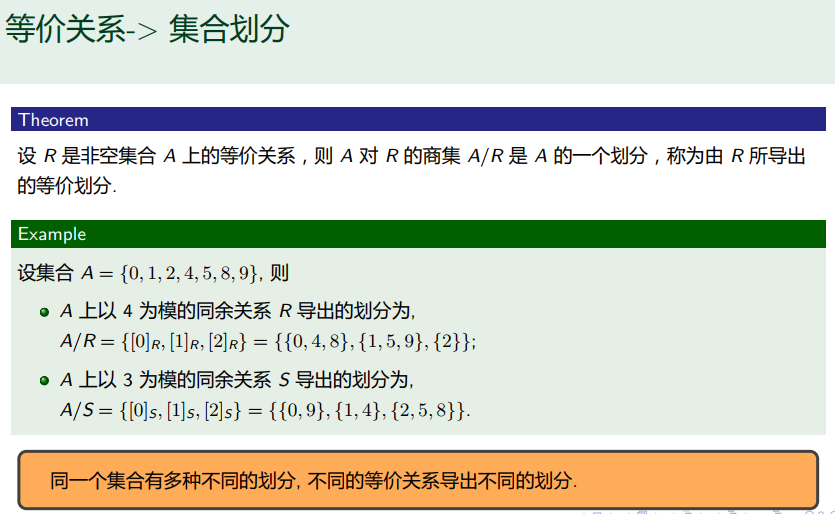 等价关系-> 集合划分
Theorem
设 R 是非空集合 A 上的等价关系，则 A 对 R 的商集 A/R 是 A 的一个划分，称为由 R 所导出
的等价划分.
Example
设集合 A = {0, 1, 2, 4, 5, 8, 9}, 则
A 上以 4 为模的同余关系 R 导出的划分为,
A/R = {[0]R, [1]R, [2]R} = {{0, 4, 8}, {1, 5, 9}, {2}};
A 上以 3 为模的同余关系 S 导出的划分为,
A/S = {[0]S, [1]S, [2]S} = {{0, 9}, {1, 4}, {2, 5, 8}}.
同一个集合有多种不同的划分, 不同的等价关系导出不同的划分.